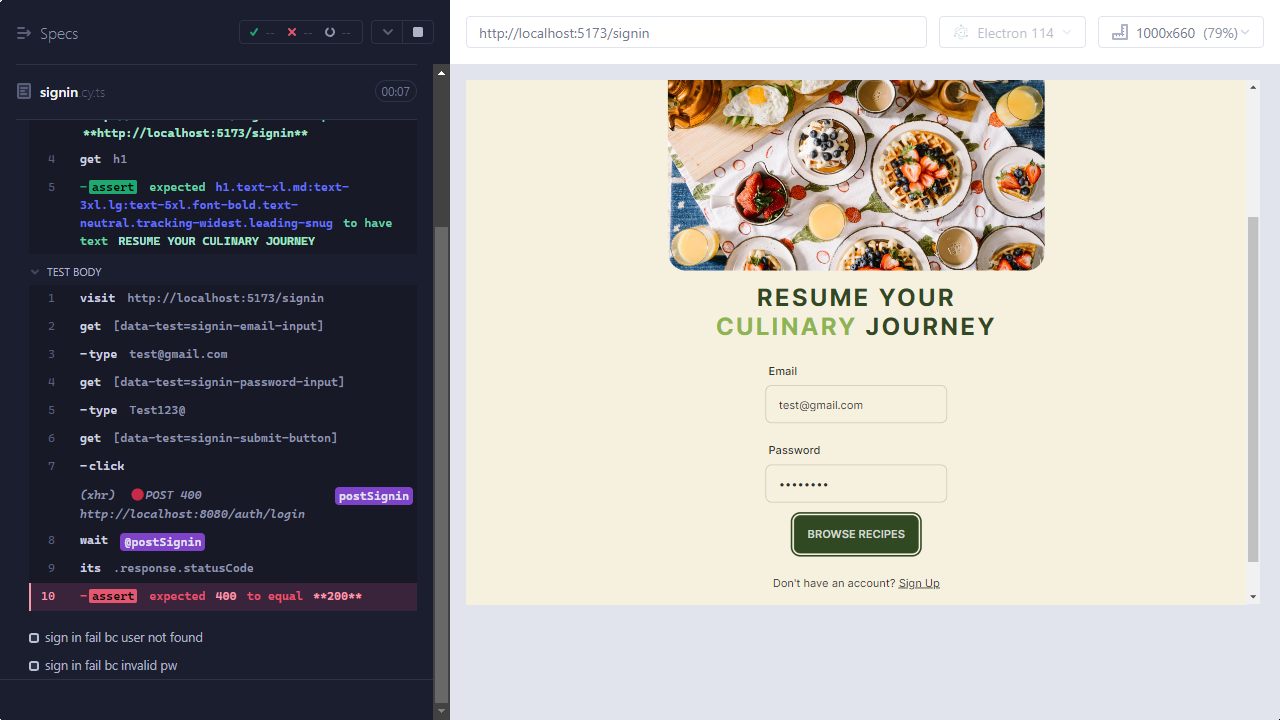 Specs
-- -- --
signin.cy.ts 00:07
**http://localhost:5173/signin**
4 get h1
5 -assert expected h1.text-xl.md:text-
3xl.lg:text-5xl.font-bold.text-
neutral.tracking-widest.leading-snug to have
text RESUME YOUR CULINARY JOURNEY
TEST BODY
1 visit http://localhost:5173/signin
2 get [data-test=signin-email-input]
3 -type test@gmail.com
4 get [data-test=signin-password-input]
5 -type Test123@
6 get [data-test=signin-submit-button]
7 -click
(xhr) POST 400 postSignin
http://localhost:8080/auth/login
8 wait @postSignin
9 its .response.statusCode
10 -assert expected 400 to equal **200**
sign in fail bc user not found
sign in fail bc invalid pw
http://localhost:5173/signin
Electron 114
1000x660 (79%)
RESUME YOUR
CULINARY JOURNEY
Email
test@gmail.com
Password
••••••••
BROWSE RECIPES
Don't have an account? Sign Up